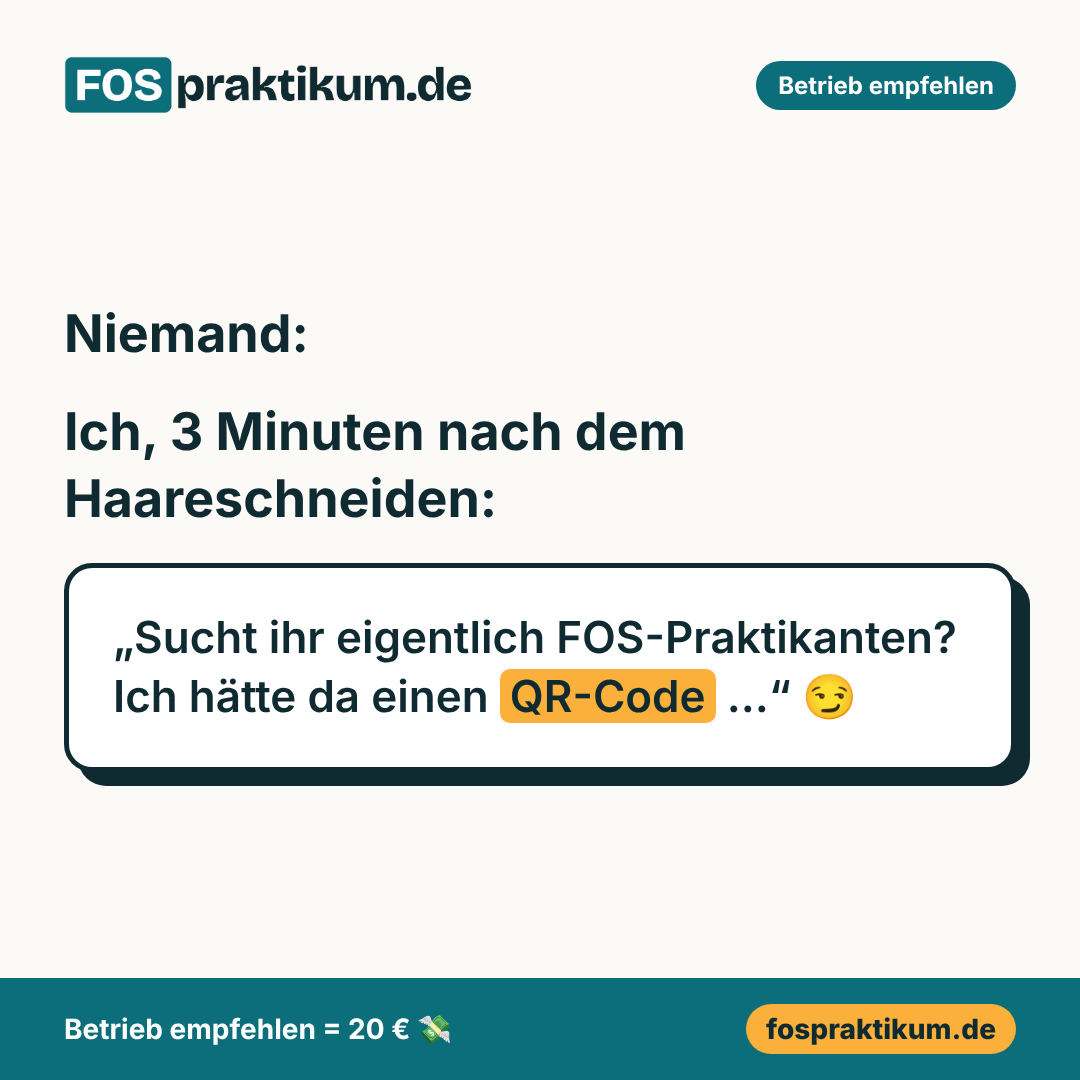 FOSpraktikum.de
Betrieb empfehlen
Niemand:
Ich, 3 Minuten nach dem
Haareschneiden:
„Sucht ihr eigentlich FOS-Praktikanten?
Ich hätte da einen QR-Code …“ 😏
Betrieb empfehlen = 20 € 💸
fospraktikum.de